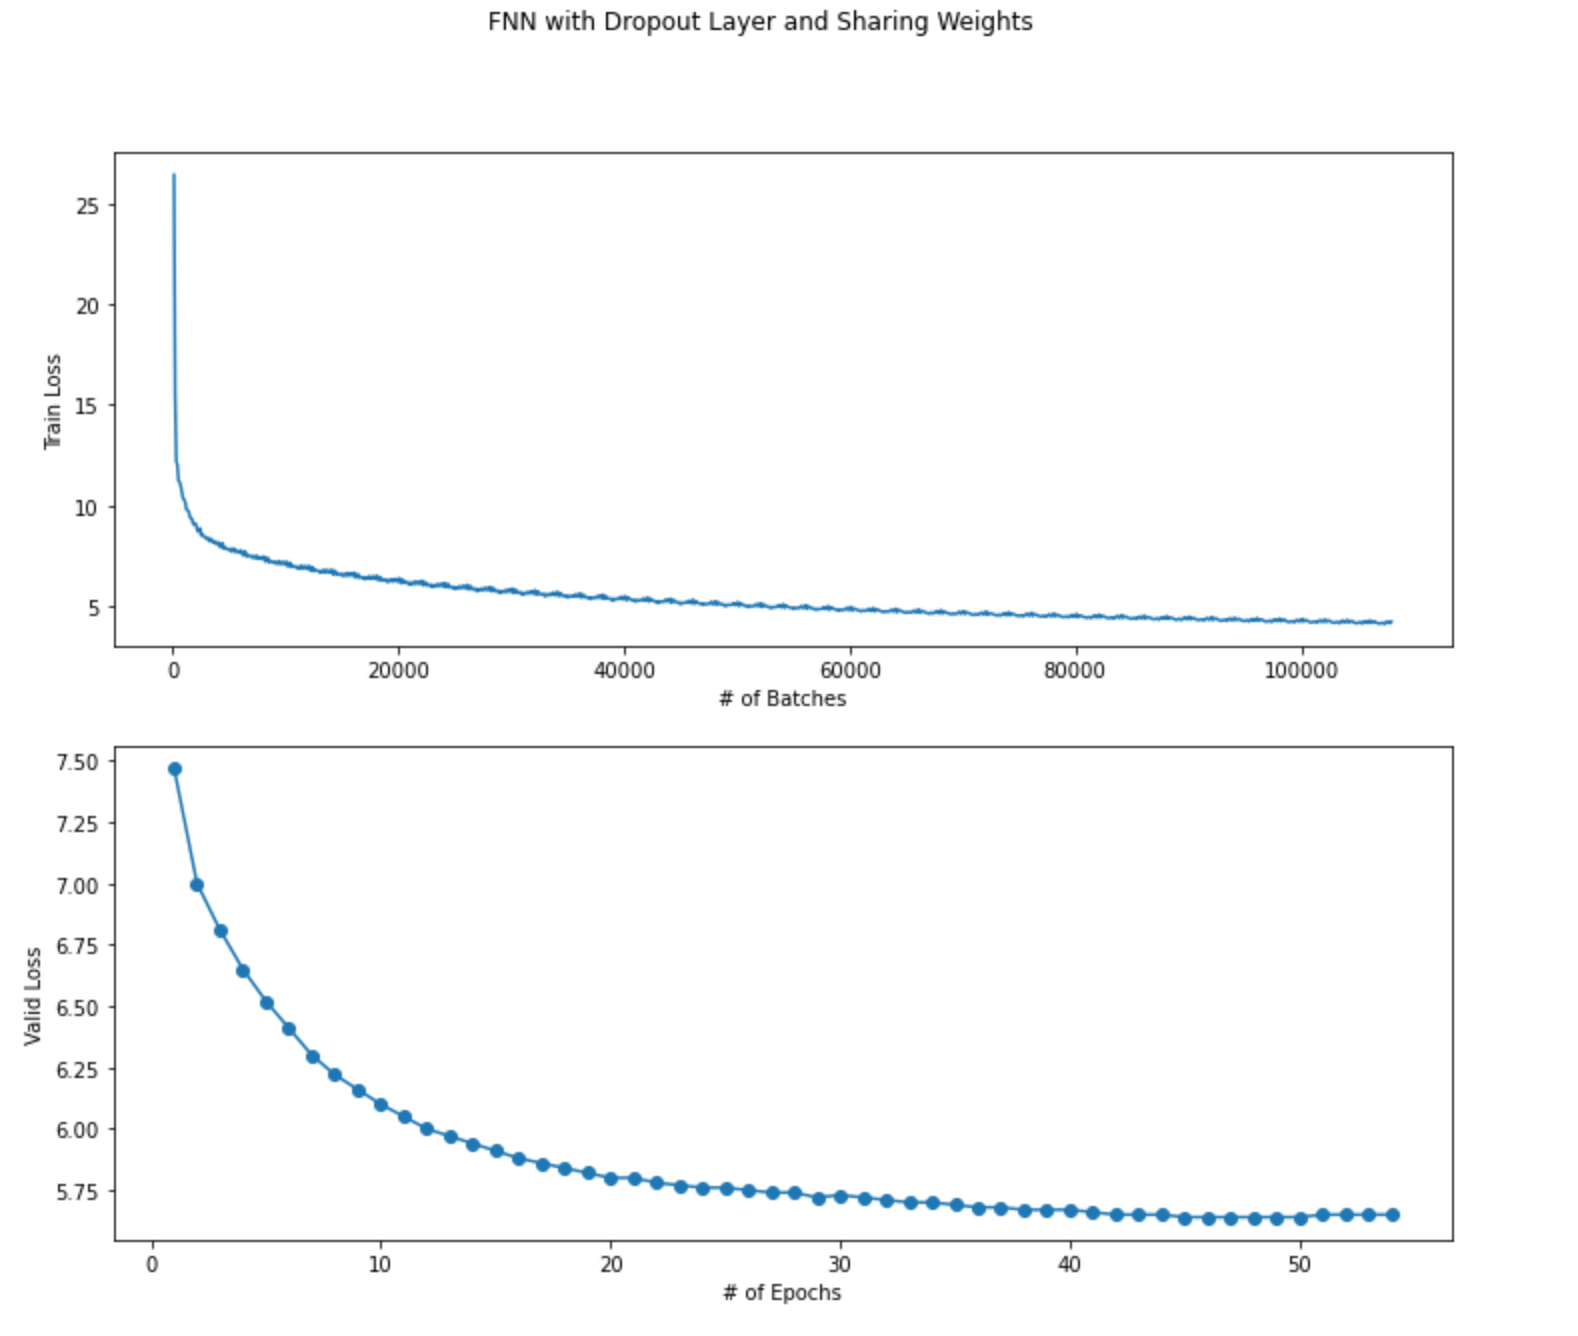 FNN with Dropout Layer and Sharing Weights
25
20
15
10
5
Train Loss
0 20000 40000 60000 80000 100000
# of Batches
7.50
7.25
7.00
6.75
6.50
6.25
6.00
5.75
Valid Loss
0 10 20 30 40 50
# of Epochs